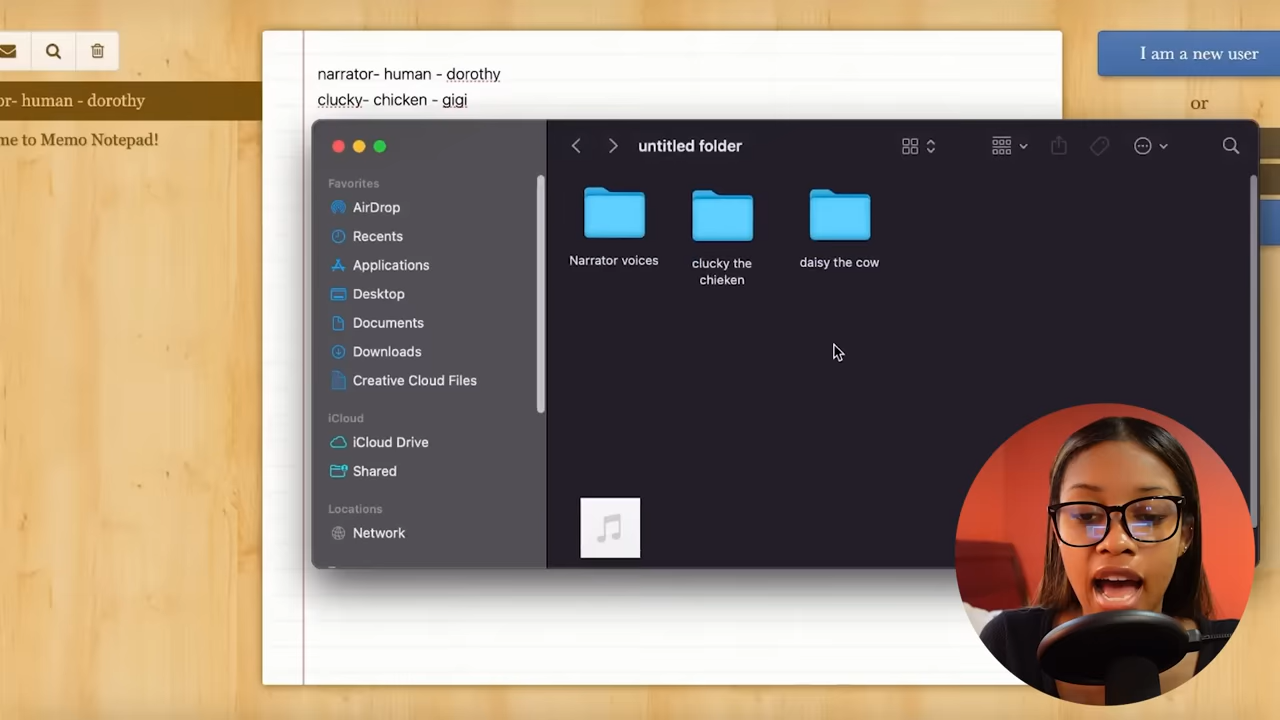 narrator- human - dorothy
clucky- chicken - gigi
I am a new user
or
or- human - dorothy
me to Memo Notepad!
untitled folder
Favorites
AirDrop
Recents
Applications
Desktop
Documents
Downloads
Creative Cloud Files
iCloud
iCloud Drive
Shared
Locations
Network
Narrator voices
clucky the
chieken
daisy the cow